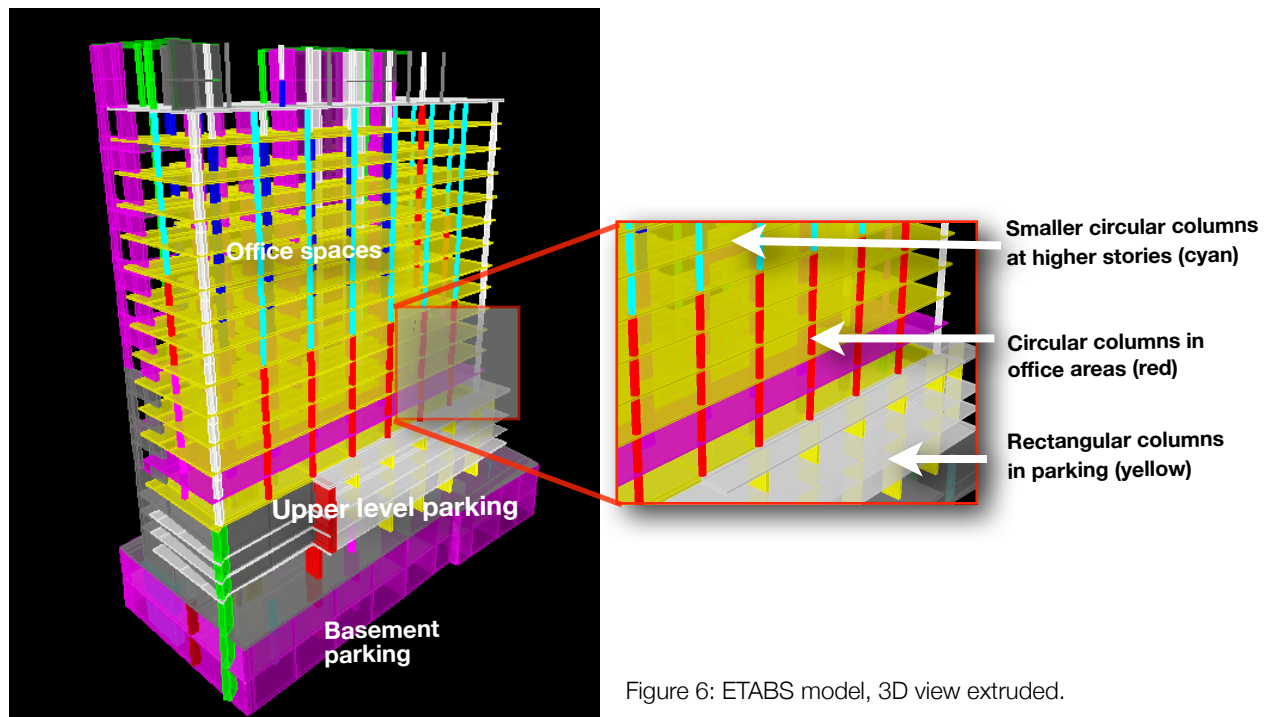 Office spaces
Upper level parking
Basement
parking
Smaller circular columns
at higher stories (cyan)
Circular columns in
office areas (red)
Rectangular columns
in parking (yellow)
Figure 6: ETABS model, 3D view extruded.